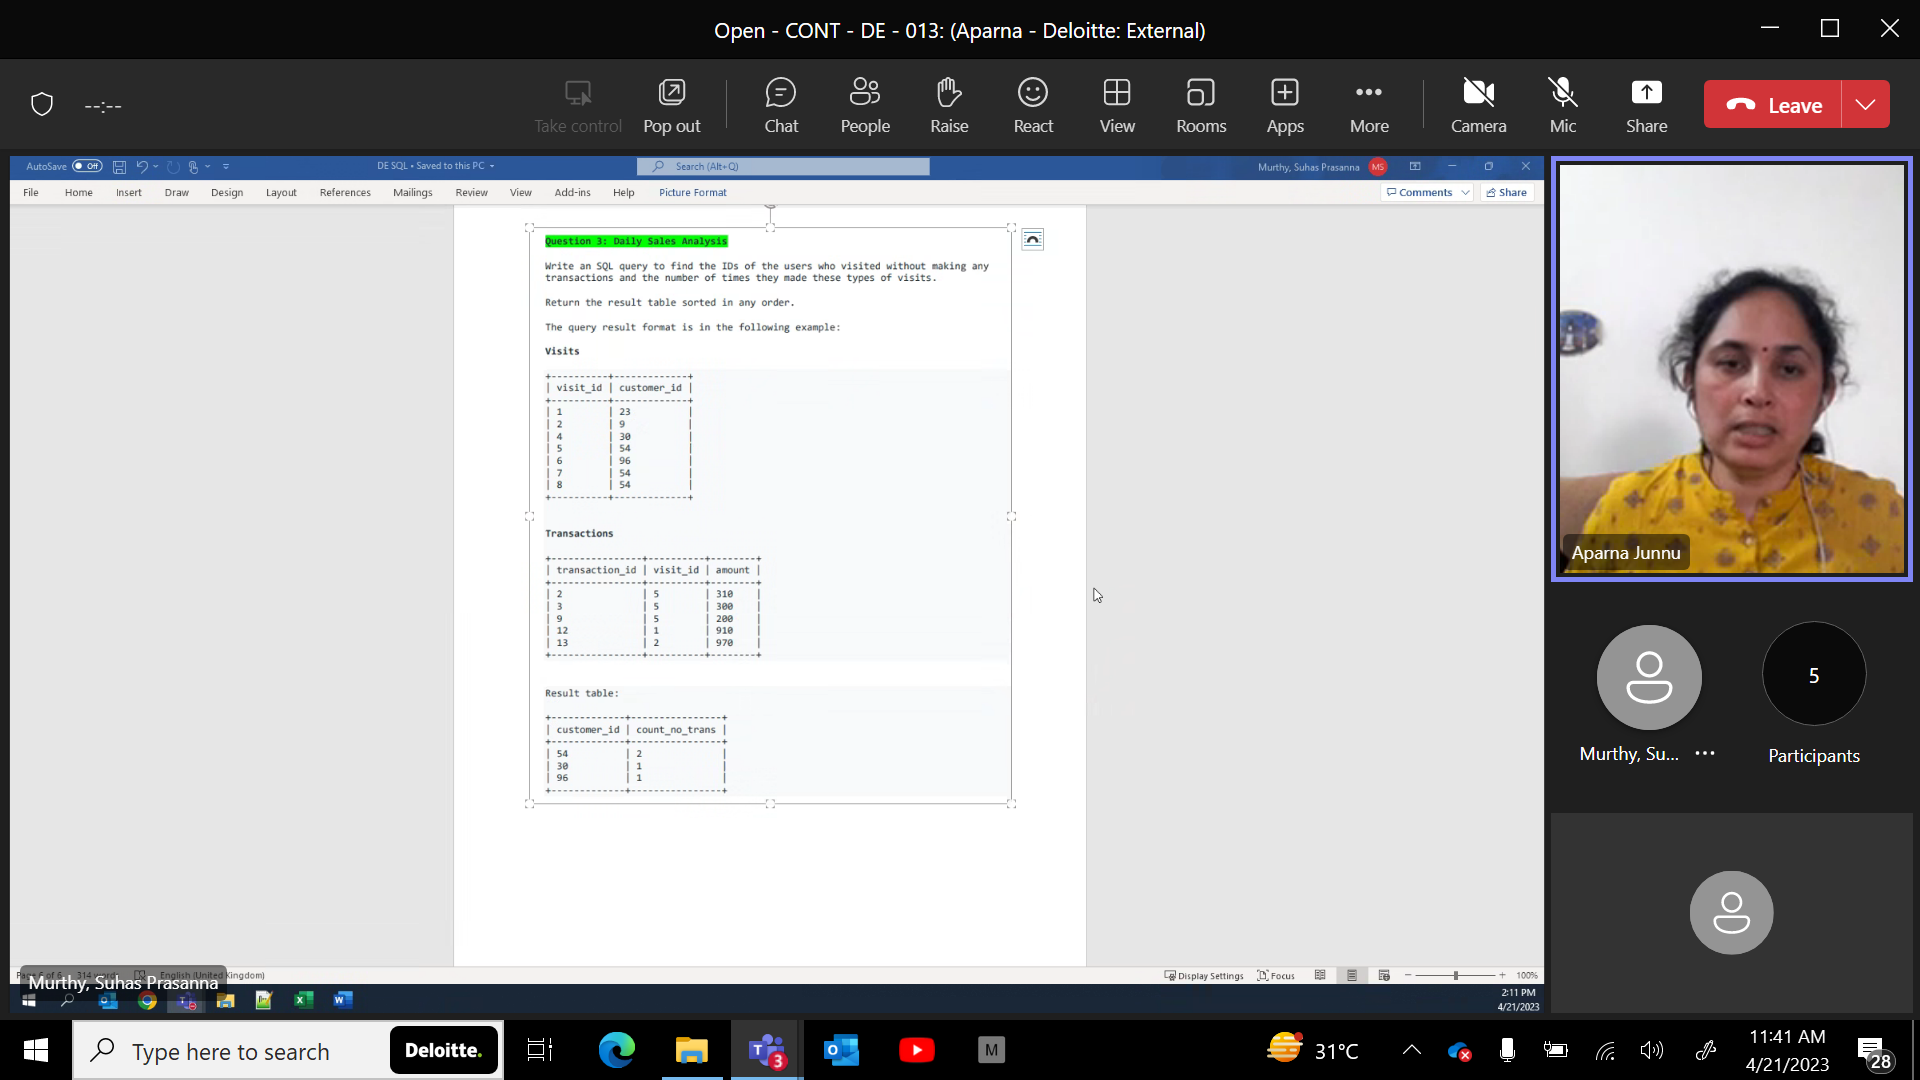 Open - CONT - DE - 013: (Aparna - Deloitte: External)
--:--
Take control
Pop out
Chat
People
Raise
React
View
Rooms
Apps
More
Camera
Mic
Share
Leave
AutoSave Off
DE SQL • Saved to this PC
Search (Alt+Q)
Murthy, Suhas Prasanna MS
File Home Insert Draw Design Layout References Mailings Review View Add-ins Help Picture Format
Comments Share
Question 3: Daily Sales Analysis
Write an SQL query to find the IDs of the users who visited without making any
transactions and the number of times they made these types of visits.
Return the result table sorted in any order.
The query result format is in the following example:
Visits
+----------+-------------+
| visit_id | customer_id |
+----------+-------------+
| 1 | 23 |
| 2 | 9 |
| 4 | 30 |
| 5 | 54 |
| 6 | 96 |
| 7 | 54 |
| 8 | 54 |
+----------+-------------+
Transactions
+----------------+----------+--------+
| transaction_id | visit_id | amount |
+----------------+----------+--------+
| 2 | 5 | 310 |
| 3 | 5 | 300 |
| 9 | 5 | 200 |
| 12 | 1 | 910 |
| 13 | 2 | 970 |
+----------------+----------+--------+
Result table:
+-------------+----------------+
| customer_id | count_no_trans |
+-------------+----------------+
| 54 | 2 |
| 30 | 1 |
| 96 | 1 |
+-------------+----------------+
Aparna Junnu
Murthy, Su... •••
5
Participants
Page 6 of 6 314 words English (United Kingdom)
Murthy, Suhas Prasanna
Display Settings Focus 100%
2:11 PM
4/21/2023
Type here to search
Deloitte.
3
M
31°C
11:41 AM
4/21/2023
28